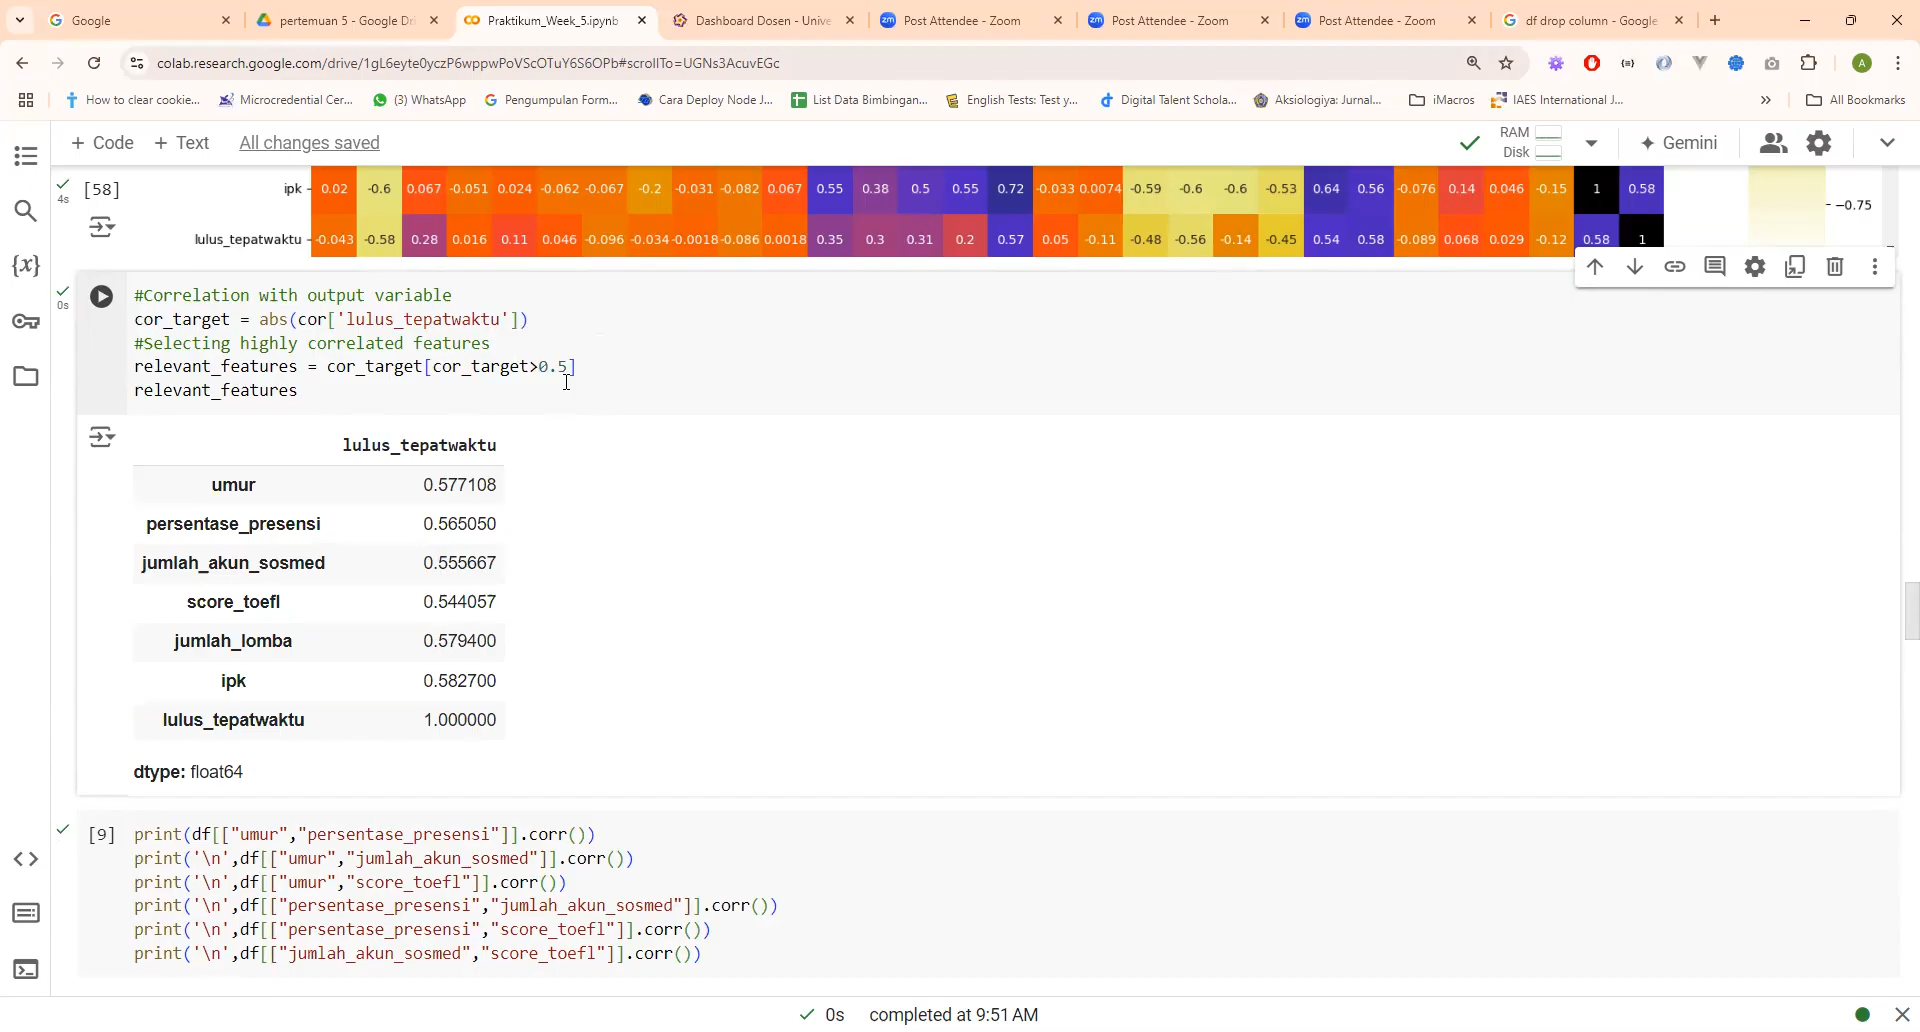 Google
pertemuan 5 - Google Dri
Praktikum_Week_5.ipynb
Dashboard Dosen - Unive
Post Attendee - Zoom
Post Attendee - Zoom
Post Attendee - Zoom
df drop column - Google
colab.research.google.com/drive/1gL6eyte0yczP6wppwPoVScOTuY6S6OPb#scrollTo=UGNs3AcuvEGc
A
How to clear cookie...
Microcredential Cer...
(3) WhatsApp
Pengumpulan Form...
Cara Deploy Node J...
List Data Bimbingan...
English Tests: Test y...
Digital Talent Schola...
Aksiologiya: Jurnal...
iMacros
IAES International J...
All Bookmarks
+ Code
+ Text
All changes saved
RAM
Disk
Gemini
[58]
4s
ipk
0.02 -0.6 0.067 -0.051 0.024 -0.062 -0.067 -0.2 -0.031 -0.082 0.067 0.55 0.38 0.5 0.55 0.72 -0.033 0.0074 -0.59 -0.6 -0.6 -0.53 0.64 0.56 -0.076 0.14 0.046 -0.15 1 0.58
−0.75
lulus_tepatwaktu
-0.043 -0.58 0.28 0.016 0.11 0.046 -0.096 -0.034 -0.0018 -0.086 0.0018 0.35 0.3 0.31 0.2 0.57 0.05 -0.11 -0.48 -0.56 -0.14 -0.45 0.54 0.58 -0.089 0.068 0.029 -0.12 0.58 1
0s
#Correlation with output variable
cor_target = abs(cor['lulus_tepatwaktu'])
#Selecting highly correlated features
relevant_features = cor_target[cor_target>0.5]
relevant_features
lulus_tepatwaktu
umur 0.577108
persentase_presensi 0.565050
jumlah_akun_sosmed 0.555667
score_toefl 0.544057
jumlah_lomba 0.579400
ipk 0.582700
lulus_tepatwaktu 1.000000
dtype: float64
[9]
print(df[["umur","persentase_presensi"]].corr())
print('\n',df[["umur","jumlah_akun_sosmed"]].corr())
print('\n',df[["umur","score_toefl"]].corr())
print('\n',df[["persentase_presensi","jumlah_akun_sosmed"]].corr())
print('\n',df[["persentase_presensi","score_toefl"]].corr())
print('\n',df[["jumlah_akun_sosmed","score_toefl"]].corr())
0s completed at 9:51 AM